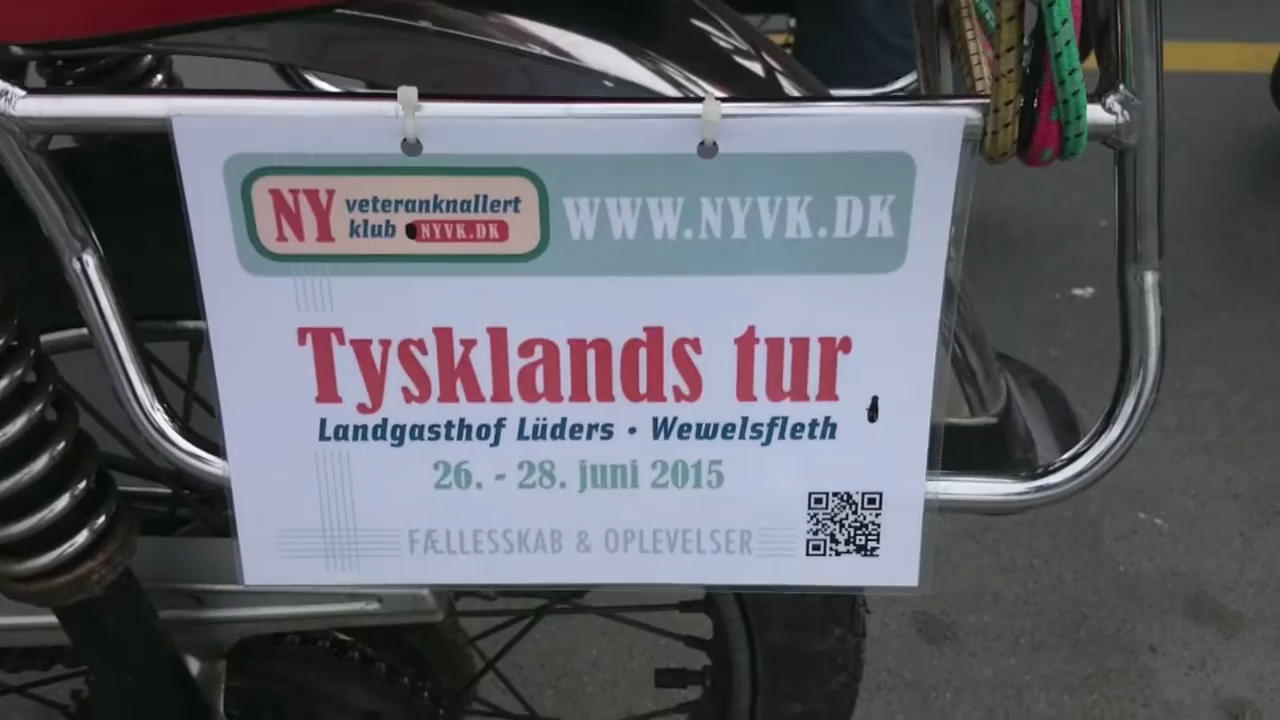 NY veteranknallert
klub NYVK.DK
WWW.NYVK.DK
Tysklands tur
Landgasthof Lüders • Wewelsfleth
26. - 28. juni 2015
FÆLLESSKAB & OPLEVELSER